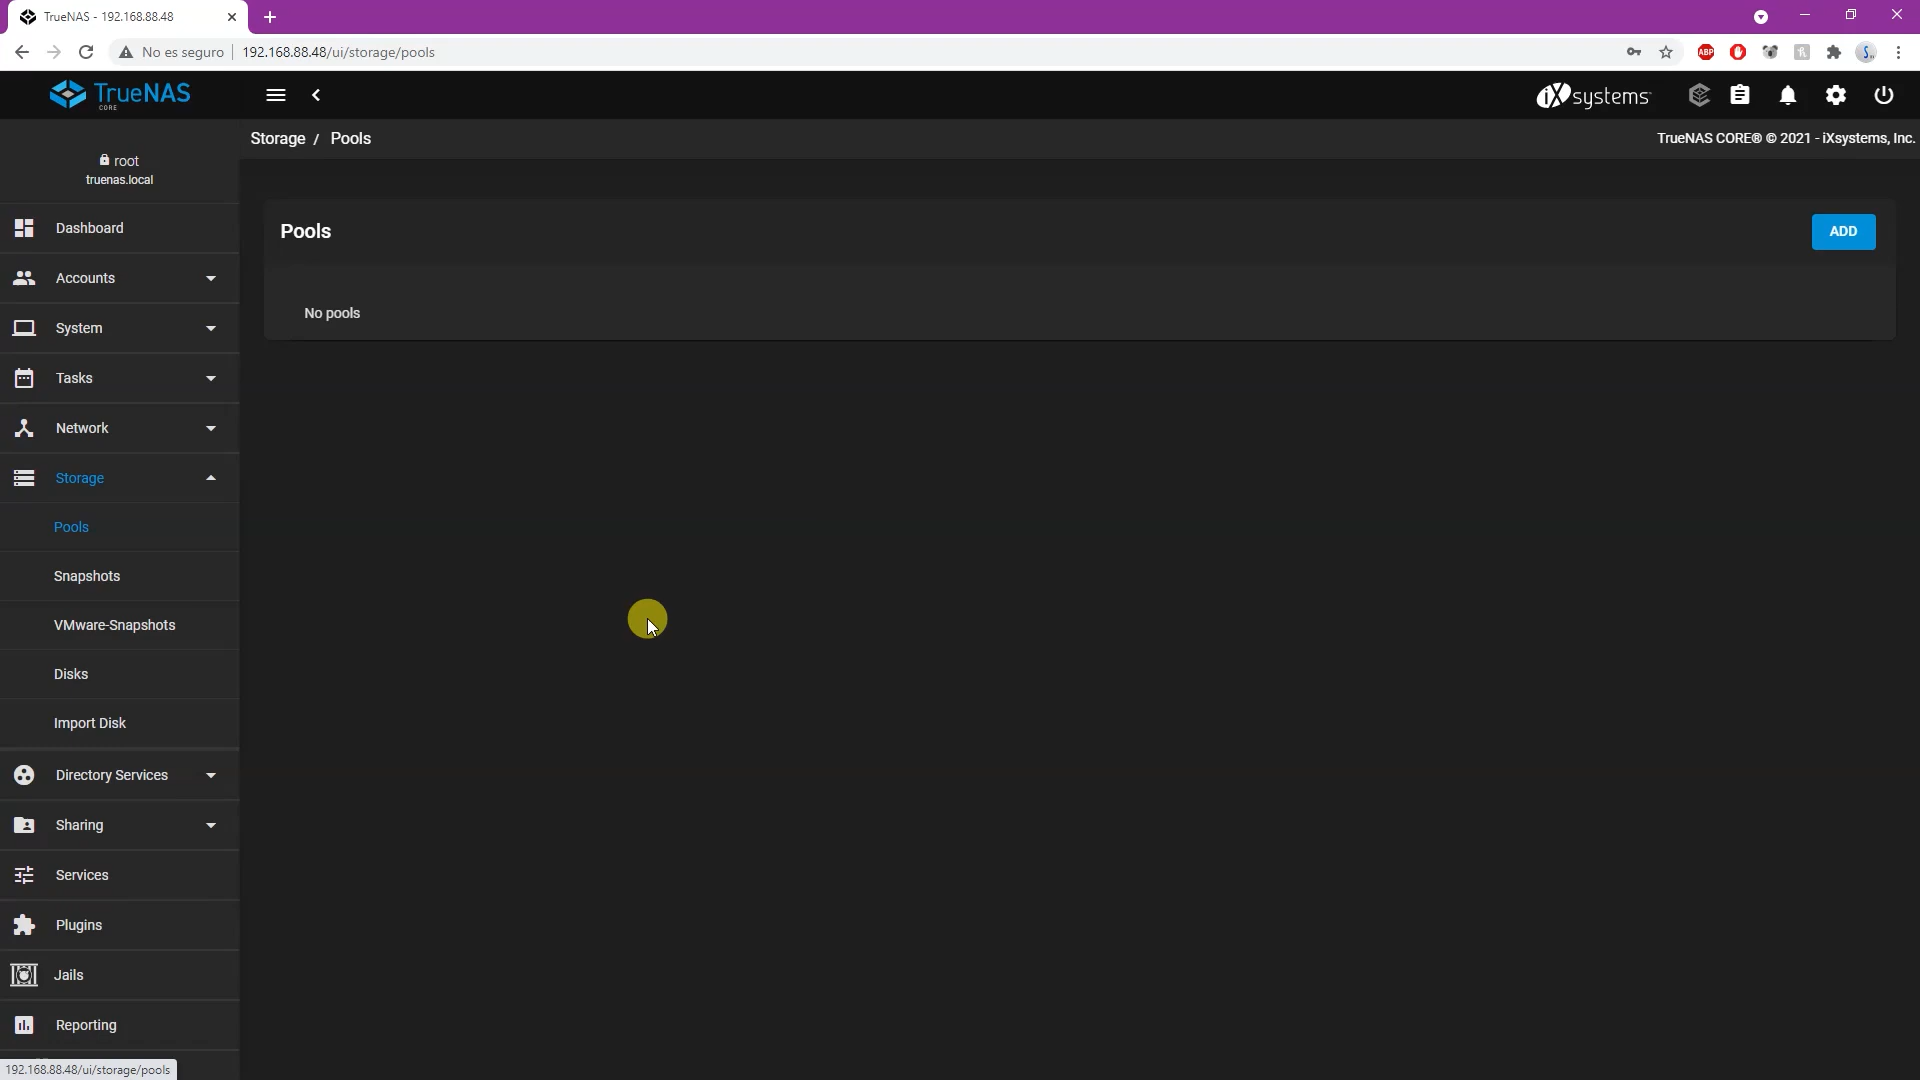 TrueNAS - 192.168.88.48
No es seguro
192.168.88.48/ui/storage/pools
ABP
TrueNAS
CORE
iXsystems
Storage / Pools
TrueNAS CORE® © 2021 - iXsystems, Inc.
root
truenas.local
Dashboard
Pools
ADD
Accounts
No pools
System
Tasks
Network
Storage
Pools
Snapshots
VMware-Snapshots
Disks
Import Disk
Directory Services
Sharing
Services
Plugins
Jails
Reporting
192.168.88.48/ui/storage/pools